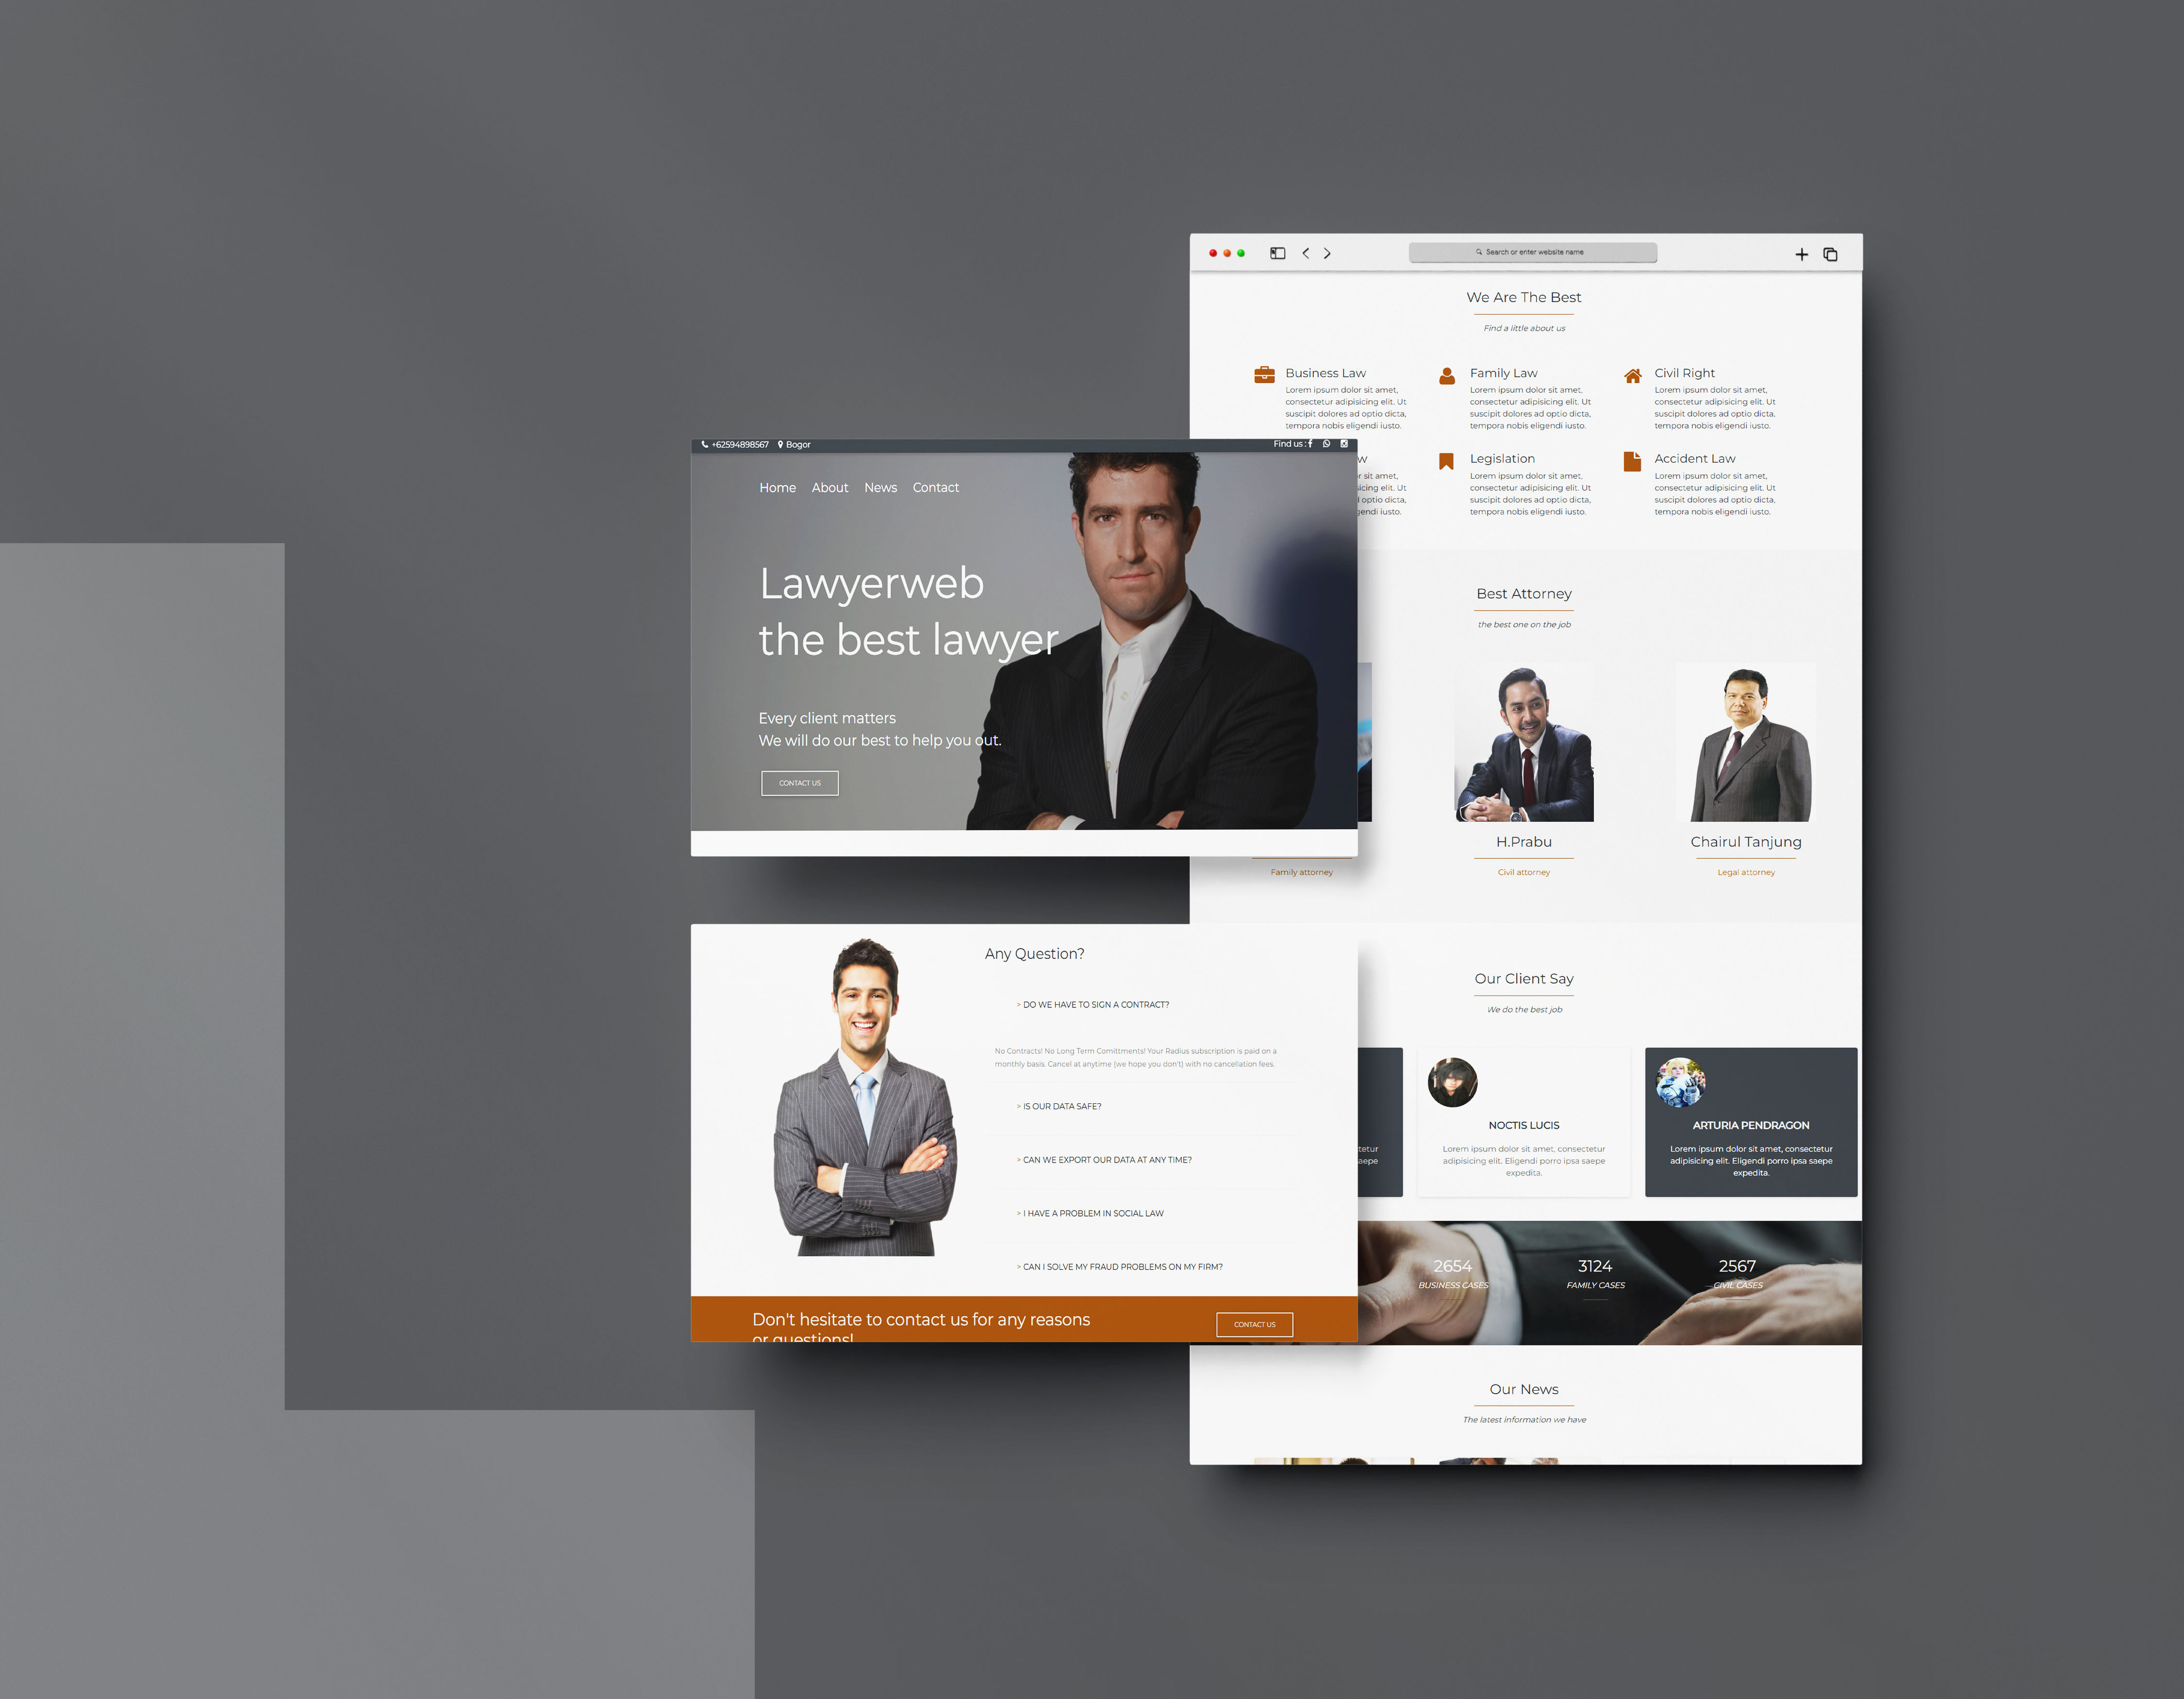 Search or enter website name
We Are The Best
Find a little about us
Business Law
Lorem ipsum dolor sit amet,
consectetur adipisicing elit. Ut
suscipit dolores ad optio dicta,
tempora nobis eligendi iusto.
Family Law
Lorem ipsum dolor sit amet,
consectetur adipisicing elit. Ut
suscipit dolores ad optio dicta,
tempora nobis eligendi iusto.
Civil Right
Lorem ipsum dolor sit amet,
consectetur adipisicing elit. Ut
suscipit dolores ad optio dicta,
tempora nobis eligendi iusto.
w
r sit amet,
icing elit. Ut
optio dicta,
gendi iusto.
Legislation
Lorem ipsum dolor sit amet,
consectetur adipisicing elit. Ut
suscipit dolores ad optio dicta,
tempora nobis eligendi iusto.
Accident Law
Lorem ipsum dolor sit amet,
consectetur adipisicing elit. Ut
suscipit dolores ad optio dicta,
tempora nobis eligendi iusto.
+62594898567 Bogor
Find us :
Home About News Contact
Lawyerweb
the best lawyer
Every client matters
We will do our best to help you out.
CONTACT US
Best Attorney
the best one on the job
Family attorney
H.Prabu
Civil attorney
Chairul Tanjung
Legal attorney
Any Question?
> DO WE HAVE TO SIGN A CONTRACT?
No Contracts! No Long Term Comittments! Your Radius subscription is paid on a
monthly basis. Cancel at anytime (we hope you don't) with no cancellation fees.
> IS OUR DATA SAFE?
> CAN WE EXPORT OUR DATA AT ANY TIME?
> I HAVE A PROBLEM IN SOCIAL LAW
> CAN I SOLVE MY FRAUD PROBLEMS ON MY FIRM?
Don't hesitate to contact us for any reasons
or questions!
CONTACT US
Our Client Say
We do the best job
tetur
saepe
NOCTIS LUCIS
Lorem ipsum dolor sit amet, consectetur
adipisicing elit. Eligendi porro ipsa saepe
expedita.
ARTURIA PENDRAGON
Lorem ipsum dolor sit amet, consectetur
adipisicing elit. Eligendi porro ipsa saepe
expedita.
2654
BUSINESS CASES
3124
FAMILY CASES
2567
CIVIL CASES
Our News
The latest information we have